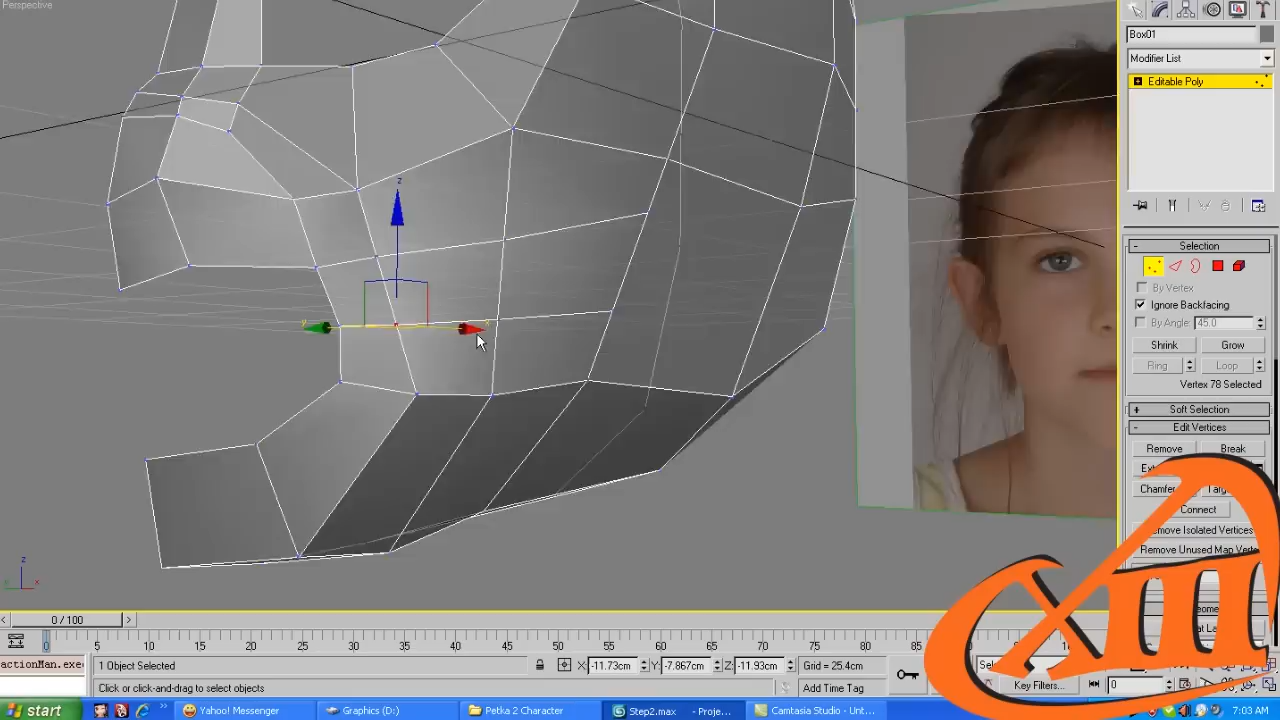 Perspective
Box01
Modifier List
Editable Poly
Selection
By Vertex
Ignore Backfacing
By Angle: 45.0
Shrink Grow
Ring Loop
Vertex 78 Selected
Soft Selection
Edit Vertices
Remove Break
Connect
Remove Unused Map
XIII
0 / 100
0 5 10 15 20 25 30 35 40 45 50 55 60 65 70 75 80 85
actionMan.exe
1 Object Selected
X: -11.73cm Y: -7.867cm Z: -11.93cm Grid = 25.4cm
Click or click-and-drag to select objects
Add Time Tag
Key Filters...
0
start
Yahoo! Messenger
Graphics (D:)
Petka 2 Character
Step2.max - Proje...
Camtasia Studio - Unt...
7:03 AM